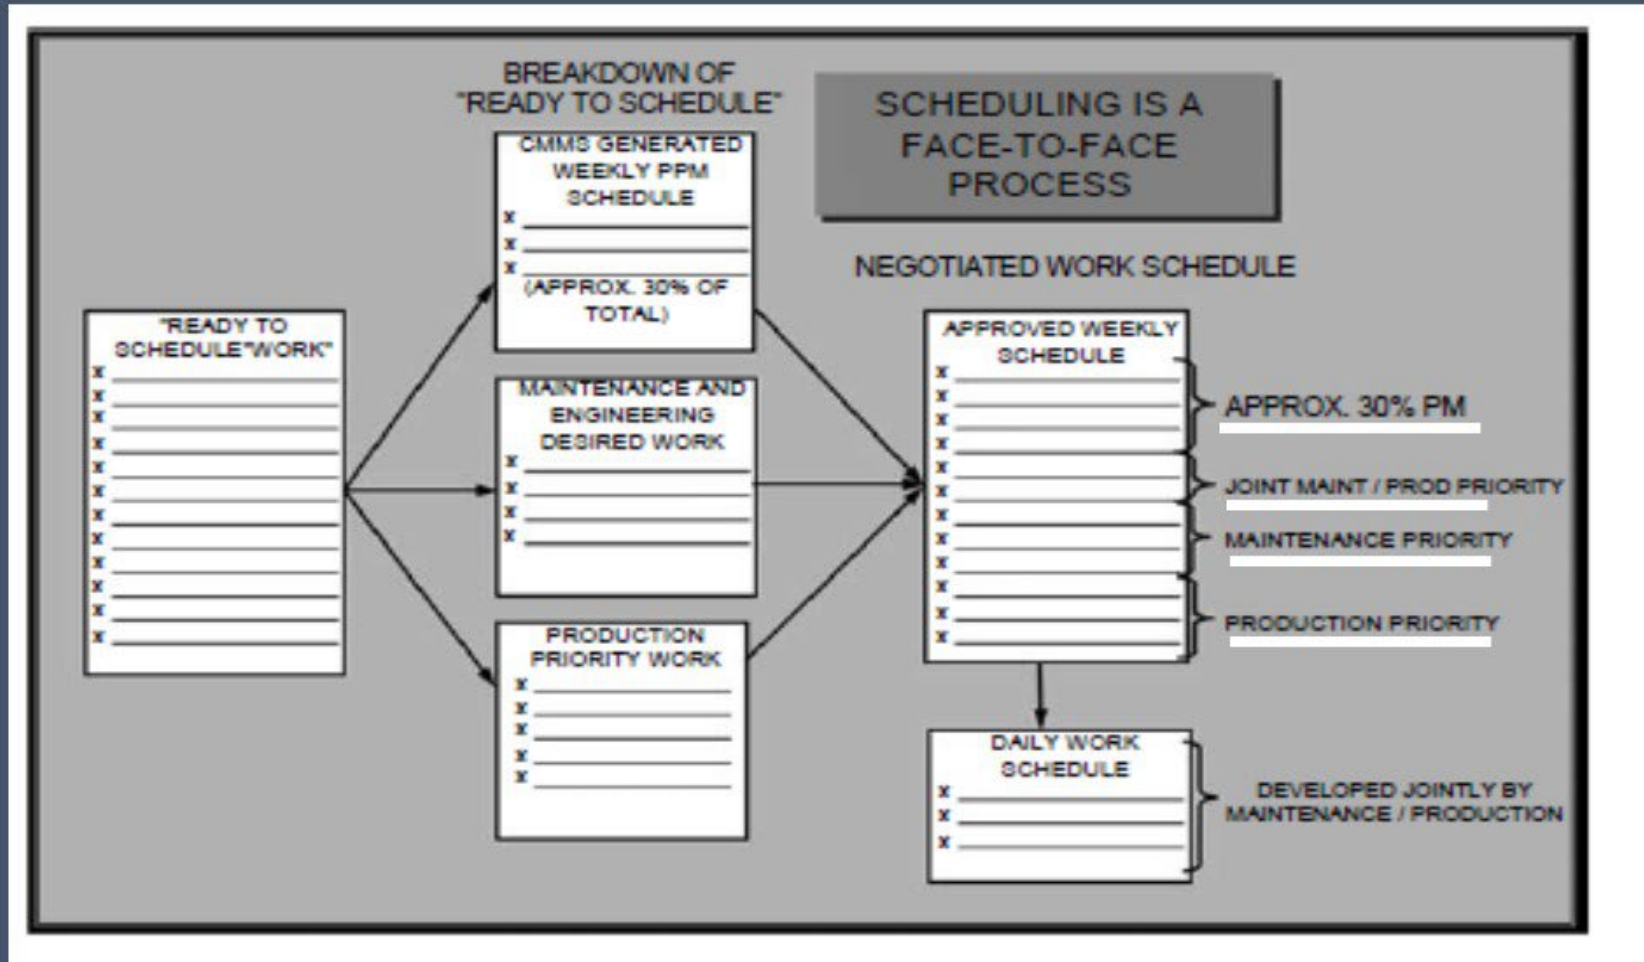 BREAKDOWN OF
"READY TO SCHEDULE"
SCHEDULING IS A
FACE-TO-FACE
PROCESS
"READY TO
SCHEDULE"WORK"
x
x
x
x
x
x
x
x
x
x
x
x
CMMS GENERATED
WEEKLY PPM
SCHEDULE
x
x
x
(APPROX. 30% OF
TOTAL)
MAINTENANCE AND
ENGINEERING
DESIRED WORK
x
x
x
x
PRODUCTION
PRIORITY WORK
x
x
x
x
x
NEGOTIATED WORK SCHEDULE
APPROVED WEEKLY
SCHEDULE
x
x
x
x
x
x
x
x
x
x
x
x
APPROX. 30% PM
JOINT MAINT / PROD PRIORITY
MAINTENANCE PRIORITY
PRODUCTION PRIORITY
DAILY WORK
SCHEDULE
x
x
x
DEVELOPED JOINTLY BY
MAINTENANCE / PRODUCTION